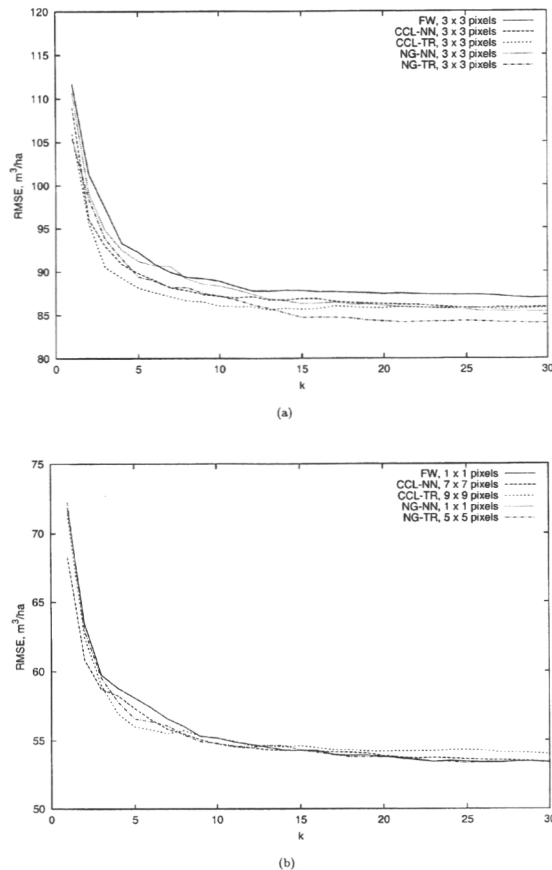 120
115
110
105
100
95
90
85
80
RMSE, m³/ha
FW, 3 x 3 pixels
CCL-NN, 3 x 3 pixels
CCL-TR, 3 x 3 pixels
NG-NN, 3 x 3 pixels
NG-TR, 3 x 3 pixels
0 5 10 15 20 25 30
k
(a)
75
70
65
60
55
50
RMSE, m³/ha
FW, 1 x 1 pixels
CCL-NN, 7 x 7 pixels
CCL-TR, 9 x 9 pixels
NG-NN, 1 x 1 pixels
NG-TR, 5 x 5 pixels
0 5 10 15 20 25 30
k
(b)